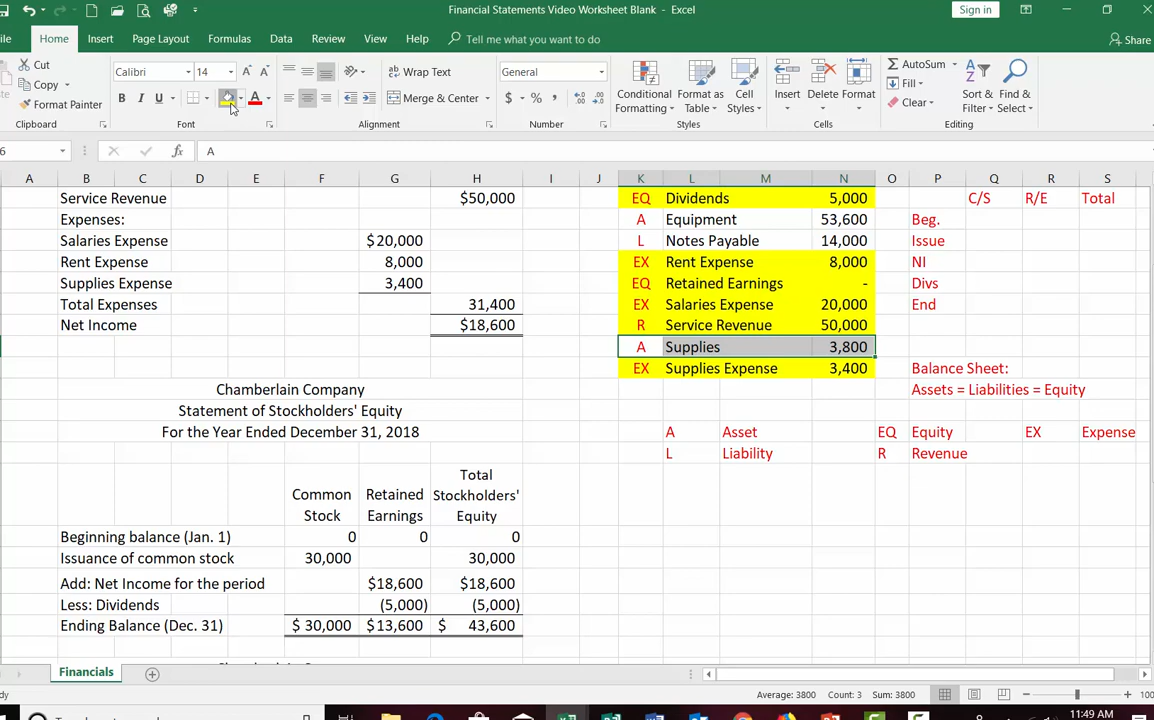 Financial Statements Video Worksheet Blank - Excel
Sign in
Home Insert Page Layout Formulas Data Review View Help Tell me what you want to do Share
Cut
Copy
Format Painter
Clipboard
Calibri 14
B I U A
Font
Wrap Text
Merge & Center
Alignment
General
$ %
Number
Conditional Formatting
Format as Table
Cell Styles
Styles
Insert Delete Format
Cells
AutoSum
Fill
Clear
Sort & Filter
Find & Select
Editing
6 fx A
A B C D E F G H I J K L M N O P Q R S
Service Revenue $50,000
Expenses:
Salaries Expense $20,000
Rent Expense 8,000
Supplies Expense 3,400
Total Expenses 31,400
Net Income $18,600
Chamberlain Company
Statement of Stockholders' Equity
For the Year Ended December 31, 2018
Common Stock
Retained Earnings
Total Stockholders' Equity
Beginning balance (Jan. 1) 0 0 0
Issuance of common stock 30,000 30,000
Add: Net Income for the period $18,600 $18,600
Less: Dividends (5,000) (5,000)
Ending Balance (Dec. 31) $ 30,000 $13,600 $ 43,600
EQ Dividends 5,000
A Equipment 53,600
L Notes Payable 14,000
EX Rent Expense 8,000
EQ Retained Earnings -
EX Salaries Expense 20,000
R Service Revenue 50,000
A Supplies 3,800
EX Supplies Expense 3,400
C/S R/E Total
Beg.
Issue
NI
Divs
End
Balance Sheet:
Assets = Liabilities = Equity
A Asset EQ Equity EX Expense
L Liability R Revenue
Financials
Average: 3800 Count: 3 Sum: 3800
100
11:49 AM